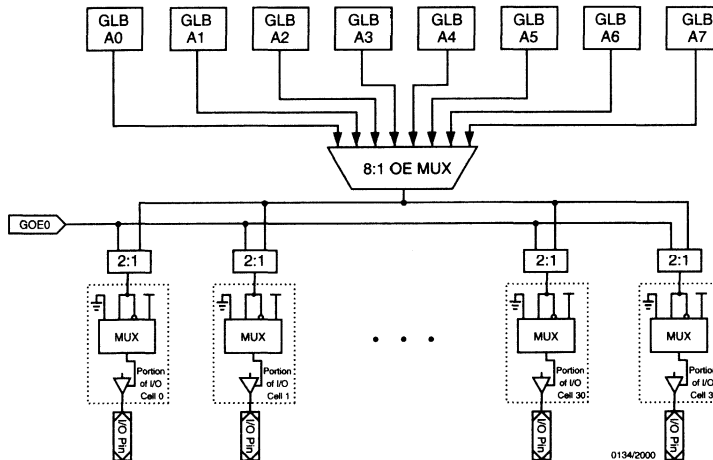 GLB A0
GLB A1
GLB A2
GLB A3
GLB A4
GLB A5
GLB A6
GLB A7
8:1 OE MUX
GOE0
2:1
2:1
2:1
2:1
MUX
MUX
MUX
MUX
Portion
of I/O
Cell 0
Portion
of I/O
Cell 1
Portion
of I/O
Cell 30
Portion
of I/O
Cell 3
I/O Pin
I/O Pin
I/O Pin
I/O Pin
0134/2000